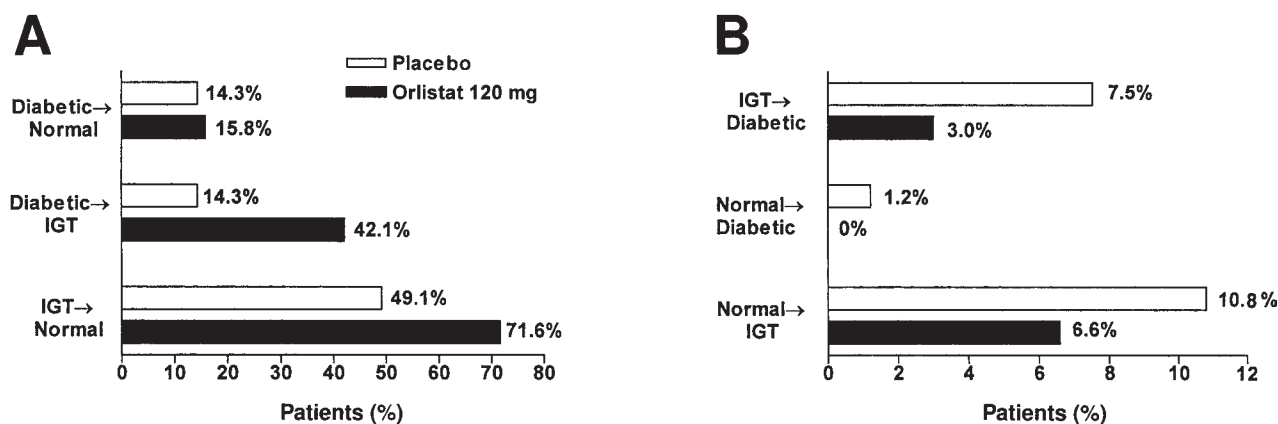 A
Placebo
Orlistat 120 mg
Diabetic→
Normal
14.3%
15.8%
Diabetic→
IGT
14.3%
42.1%
IGT→
Normal
49.1%
71.6%
0 10 20 30 40 50 60 70 80
Patients (%)
B
IGT→
Diabetic
7.5%
3.0%
Normal→
Diabetic
1.2%
0%
Normal→
IGT
10.8%
6.6%
0 2 4 6 8 10 12
Patients (%)